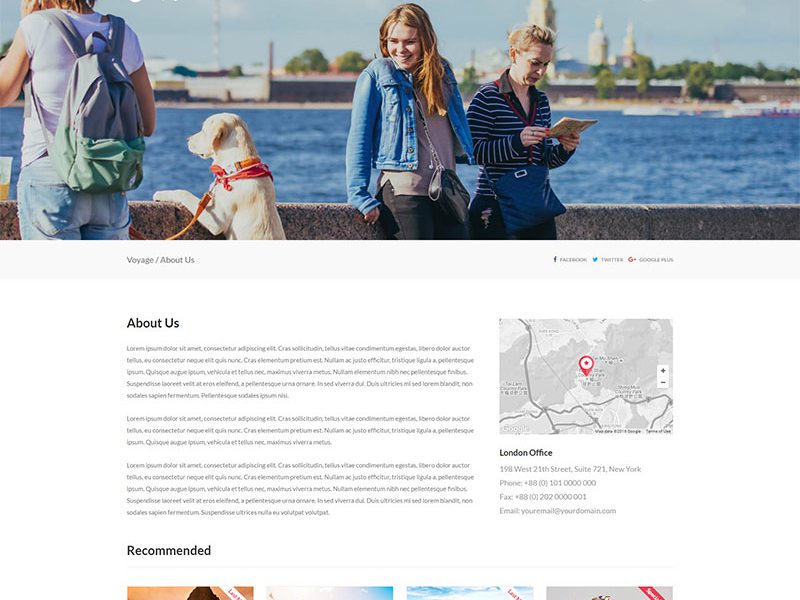 Voyage / About Us
FACEBOOK TWITTER GOOGLE PLUS
About Us
Lorem ipsum dolor sit amet, consectetur adipiscing elit. Cras sollicitudin, tellus vitae condimentum egestas, libero dolor
tellus, eu consectetur neque elit quis nunc. Cras elementum pretium est. Nullam ac justo efficitur, tristique ligula a, pellentesque
ipsum. Quisque augue ipsum, vehicula et tellus nec, maximus viverra metus. Nullam elementum nibh nec pellentesque finibus.
Suspendisse laoreet velit at eros eleifend, a pellentesque urna ornare. In sed viverra dui. Duis ultricies mi sed lorem blandit, non
sodales sapien fermentum. Pellentesque sodales ipsum nisi.
Lorem ipsum dolor sit amet, consectetur adipiscing elit. Cras sollicitudin, tellus vitae condimentum egestas, libero dolor auctor
tellus, eu consectetur neque elit quis nunc. Cras elementum pretium est. Nullam ac justo efficitur, tristique ligula a, pellentesque
ipsum. Quisque augue ipsum, vehicula et tellus nec, maximus viverra metus.
Lorem ipsum dolor sit amet, consectetur adipiscing elit. Cras sollicitudin, tellus vitae condimentum egestas, libero dolor auctor
tellus, eu consectetur neque elit quis nunc. Cras elementum pretium est. Nullam ac justo efficitur, tristique ligula a, pellentesque
ipsum. Quisque augue ipsum, vehicula et tellus nec, maximus viverra metus. Nullam elementum nibh nec pellentesque finibus.
Suspendisse laoreet velit at eros eleifend, a pellentesque urna ornare. In sed viverra dui. Duis ultricies mi sed lorem blandit, non
sodales sapien fermentum. Suspendisse ultrices nulla eu volutpat volutpat.
Map data ©2016 Google Terms of Use
London Office
198 West 21th Street, Suite 721, New York
Phone: +88 (0) 101 0000 000
Fax: +88 (0) 202 0000 001
Email: youremail@yourdomain.com
Recommended